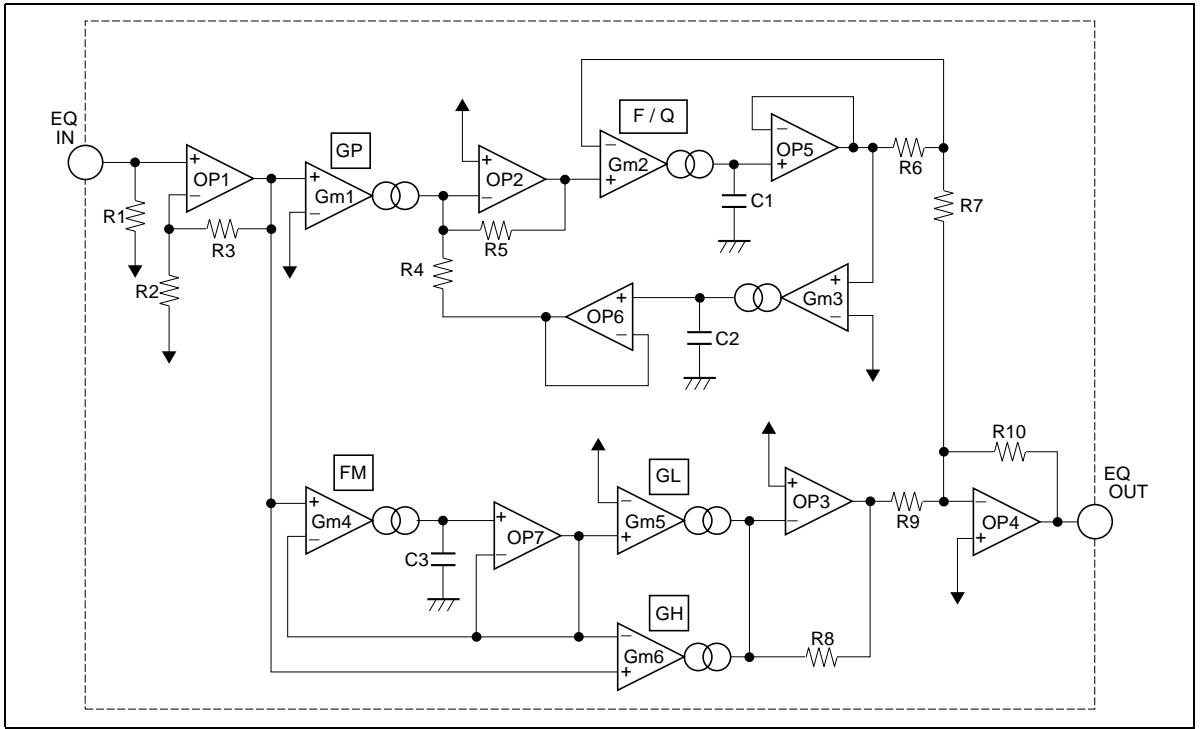 EQ
IN
R1
R2
OP1
R3
GP
Gm1
OP2
R5
R4
F / Q
Gm2
OP5
C1
R6
R7
OP6
C2
Gm3
FM
Gm4
C3
OP7
GL
Gm5
GH
Gm6
OP3
R8
R9
R10
OP4
EQ
OUT